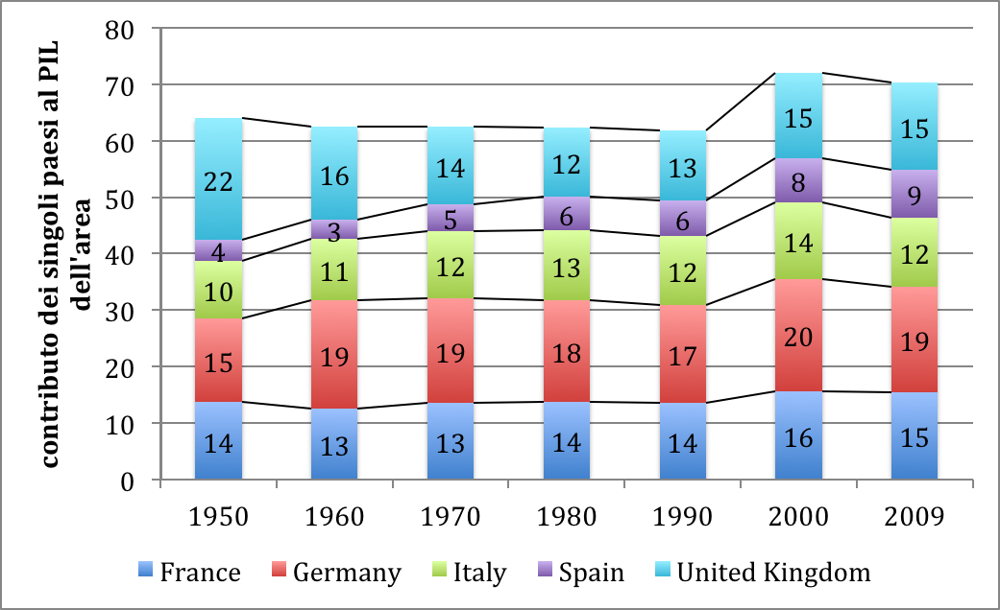 contributo dei singoli paesi al PIL
dell'area
80
70
60
50
40
30
20
10
0
22 16 14 12 13 15 15
4 3 5 6 6 8 9
10 11 12 13 12 14 12
15 19 19 18 17 20 19
14 13 13 14 14 16 15
1950 1960 1970 1980 1990 2000 2009
France Germany Italy Spain United Kingdom